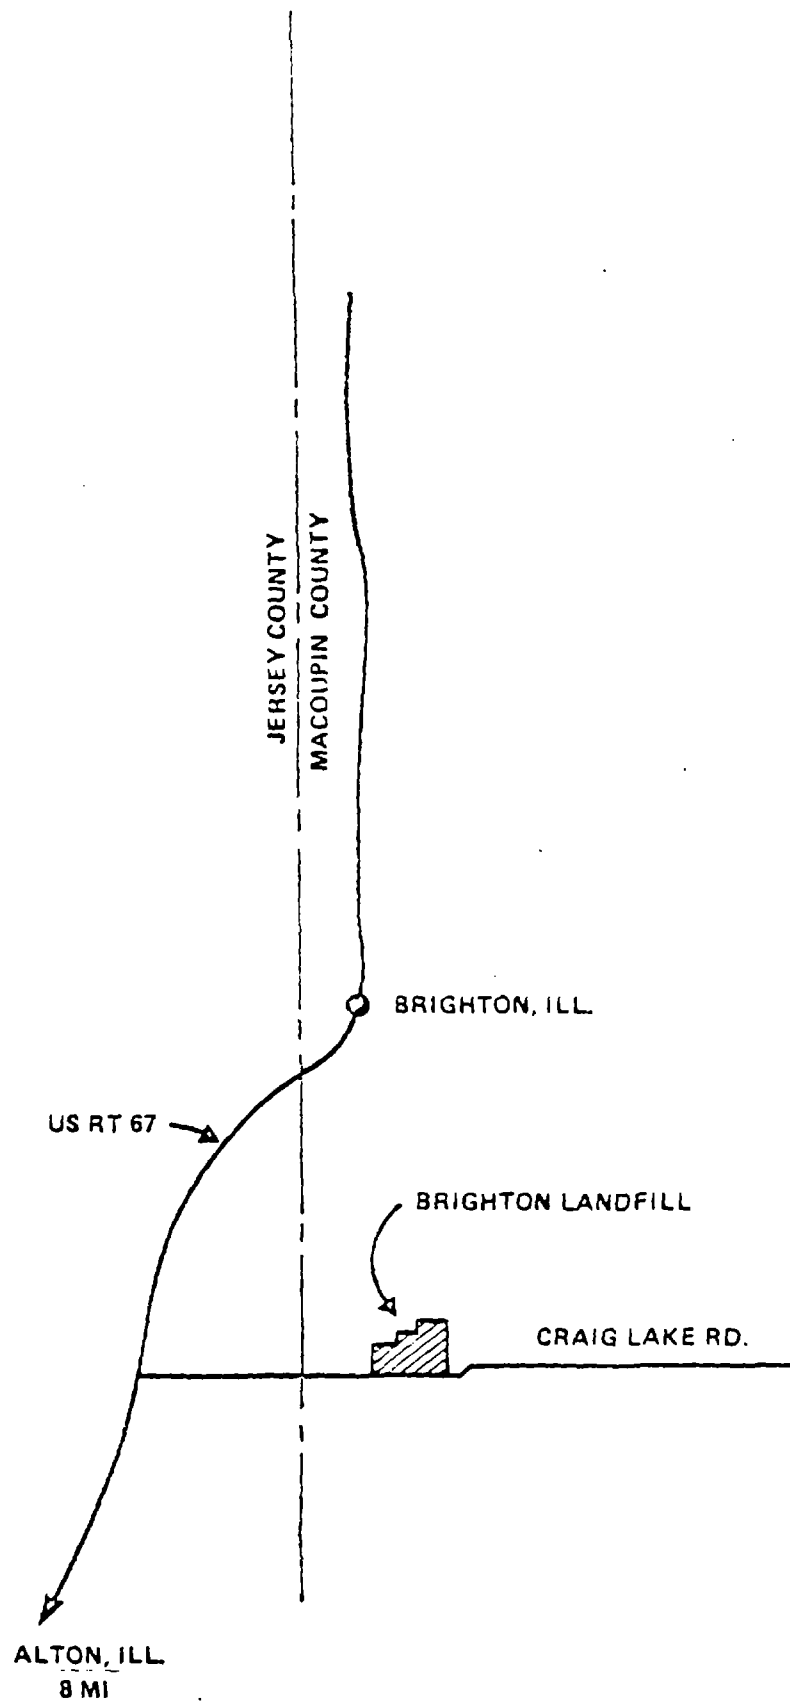 JERSEY COUNTY
MACOUPIN COUNTY
BRIGHTON, ILL.
US RT 67
BRIGHTON LANDFILL
CRAIG LAKE RD.
ALTON, ILL.
8 MI